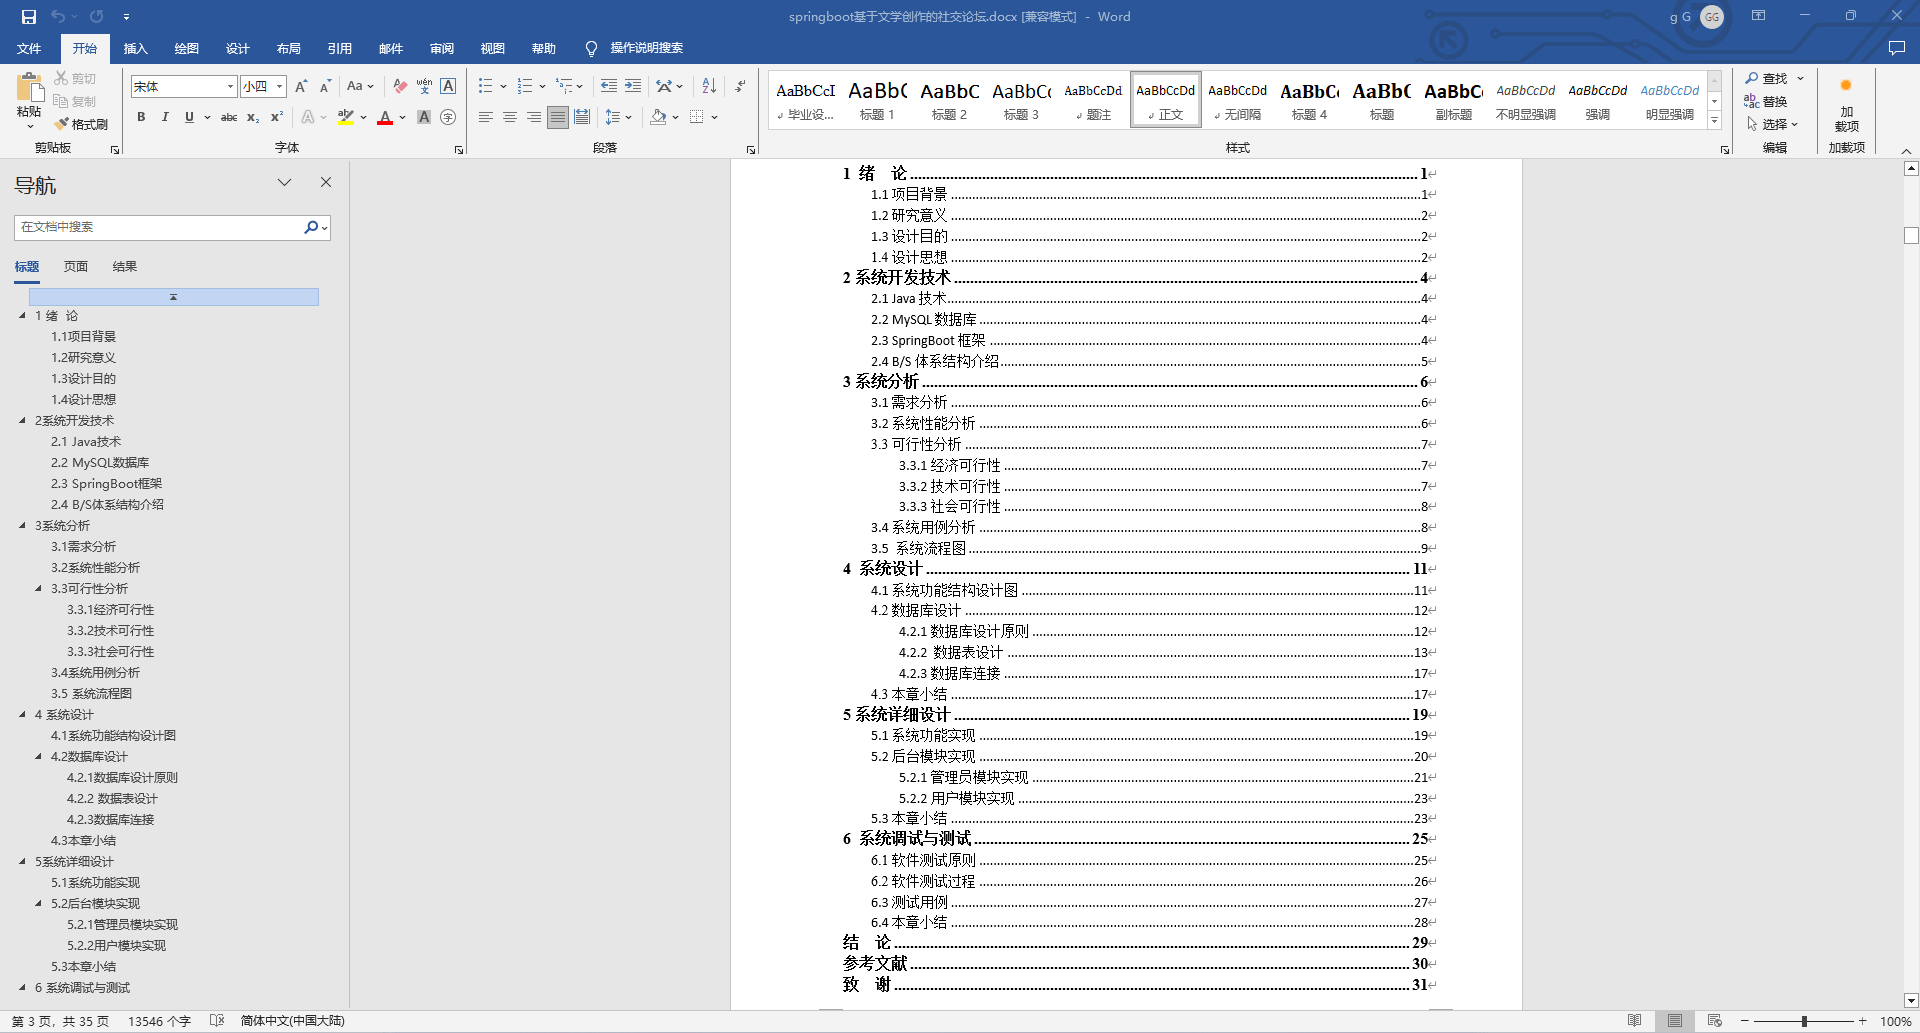 springboot基于文学创作的社交论坛.docx [兼容模式] - Word
g G GG
文件 开始 插入 绘图 设计 布局 引用 邮件 审阅 视图 帮助 操作说明搜索
粘贴 剪切 复制 格式刷
剪贴板
宋体 小四
字体
段落
AaBbCcI AaBbC AaBbC AaBbCc AaBbCcDd AaBbCcDd AaBbCcDd AaBbCc AaBbC AaBbC AaBbCcDd AaBbCcDd AaBbCcDd
毕业设... 标题 1 标题 2 标题 3 题注 正文 无间隔 标题 4 标题 副标题 不明显强调 强调 明显强调
样式
查找
替换
选择
编辑
加载项
加载项
导航
在文档中搜索
标题 页面 结果
1 绪 论
1.1项目背景
1.2研究意义
1.3设计目的
1.4设计思想
2系统开发技术
2.1 Java技术
2.2 MySQL数据库
2.3 SpringBoot框架
2.4 B/S体系结构介绍
3系统分析
3.1需求分析
3.2系统性能分析
3.3可行性分析
3.3.1经济可行性
3.3.2技术可行性
3.3.3社会可行性
3.4系统用例分析
3.5 系统流程图
4 系统设计
4.1系统功能结构设计图
4.2数据库设计
4.2.1数据库设计原则
4.2.2 数据表设计
4.2.3数据库连接
4.3本章小结
5系统详细设计
5.1系统功能实现
5.2后台模块实现
5.2.1管理员模块实现
5.2.2用户模块实现
5.3本章小结
6 系统调试与测试
1 绪 论 1
1.1 项目背景 1
1.2 研究意义 2
1.3 设计目的 2
1.4 设计思想 2
2 系统开发技术 4
2.1 Java 技术 4
2.2 MySQL 数据库 4
2.3 SpringBoot 框架 4
2.4 B/S 体系结构介绍 5
3 系统分析 6
3.1 需求分析 6
3.2 系统性能分析 6
3.3 可行性分析 7
3.3.1 经济可行性 7
3.3.2 技术可行性 7
3.3.3 社会可行性 8
3.4 系统用例分析 8
3.5 系统流程图 9
4 系统设计 11
4.1 系统功能结构设计图 11
4.2 数据库设计 12
4.2.1 数据库设计原则 12
4.2.2 数据表设计 13
4.2.3 数据库连接 17
4.3 本章小结 17
5 系统详细设计 19
5.1 系统功能实现 19
5.2 后台模块实现 20
5.2.1 管理员模块实现 21
5.2.2 用户模块实现 23
5.3 本章小结 23
6 系统调试与测试 25
6.1 软件测试原则 25
6.2 软件测试过程 26
6.3 测试用例 27
6.4 本章小结 28
结 论 29
参考文献 30
致 谢 31
第 3 页，共 35 页 13546 个字 简体中文(中国大陆) 100%